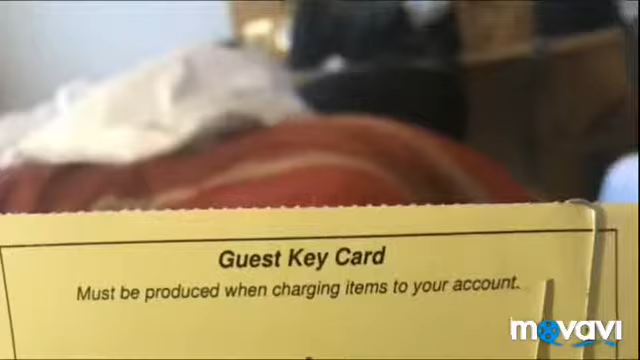 Guest Key Card
Must be produced when charging items to your account.
movavi